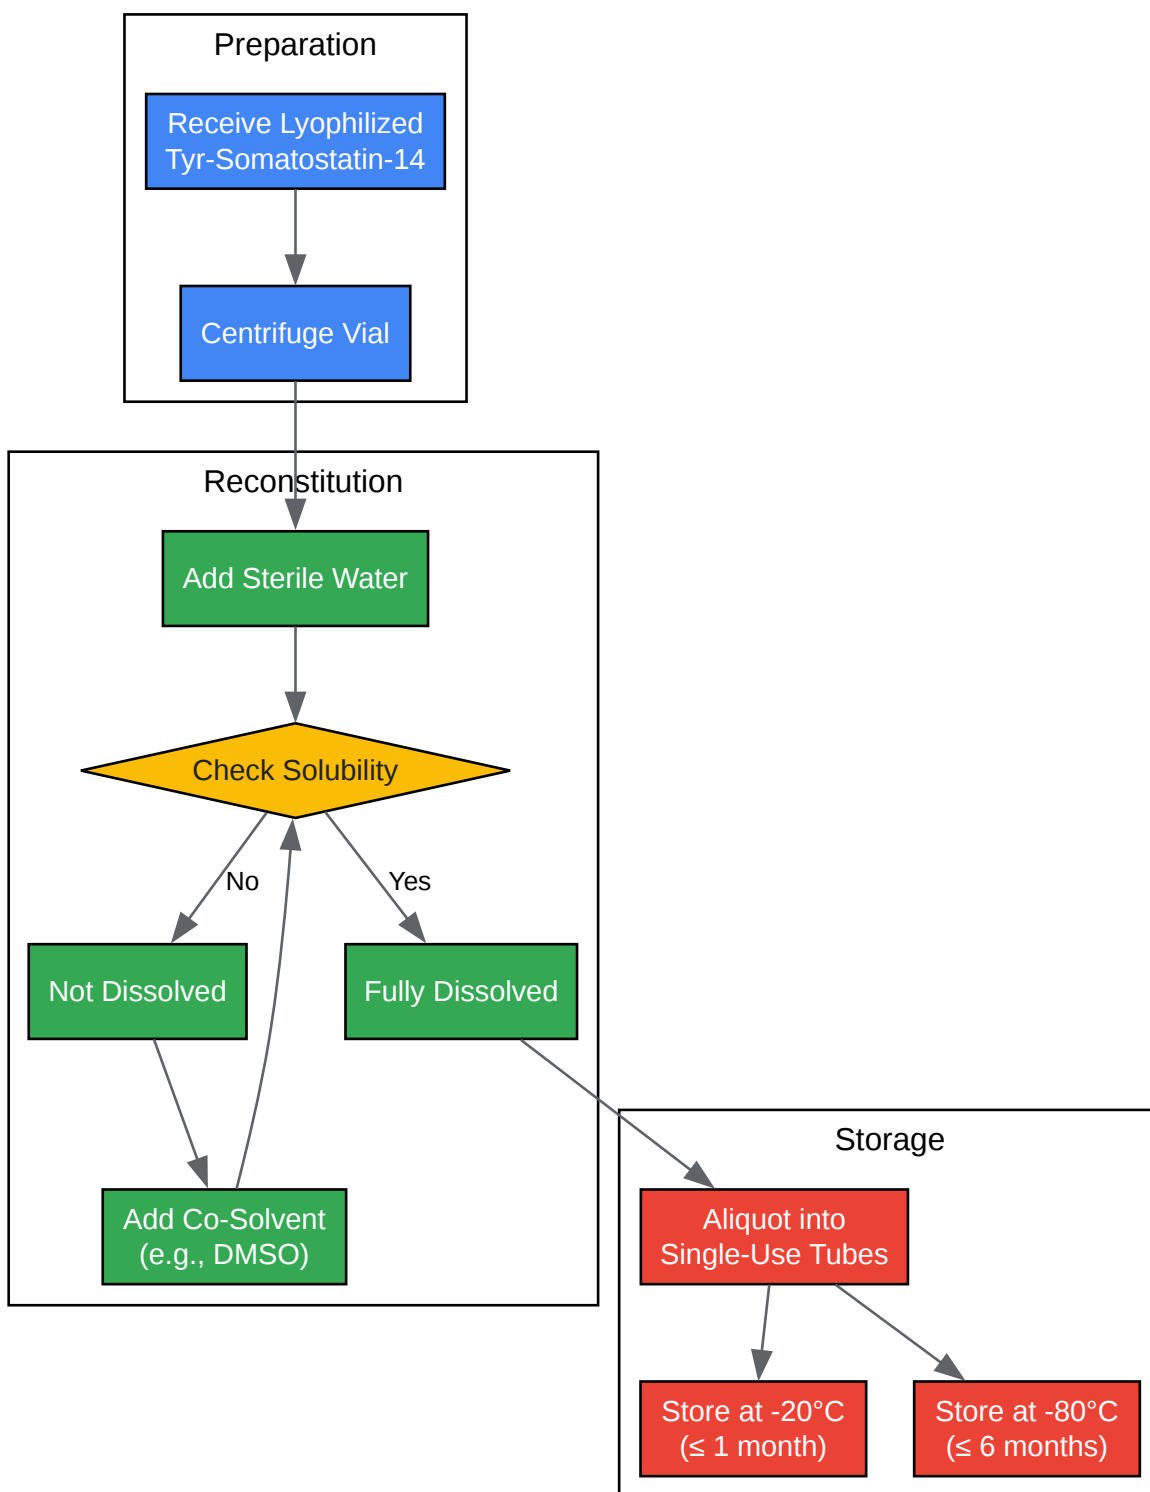 Preparation
Receive Lyophilized
Tyr-Somatostatin-14
Centrifuge Vial
Reconstitution
Add Sterile Water
Check Solubility
No
Yes
Not Dissolved
Fully Dissolved
Add Co-Solvent
(e.g., DMSO)
Storage
Aliquot into
Single-Use Tubes
Store at -20°C
(≤ 1 month)
Store at -80°C
(≤ 6 months)